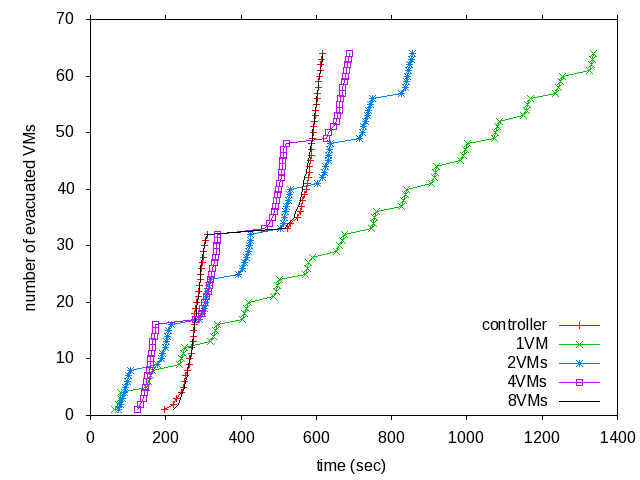 70
60
50
40
30
20
10
0
number of evacuated VMs
controller
1VM
2VMs
4VMs
8VMs
0 200 400 600 800 1000 1200 1400
time (sec)